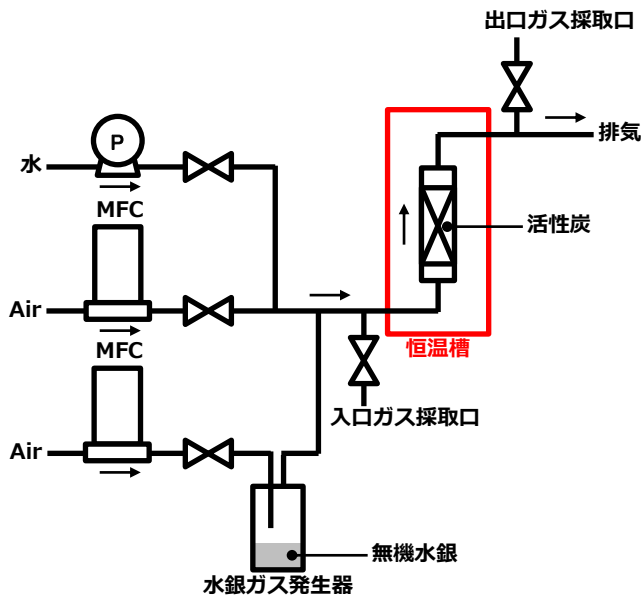 出口ガス採取口
排気
P
水
MFC
活性炭
Air
恒温槽
MFC
入口ガス採取口
Air
無機水銀
水銀ガス発生器